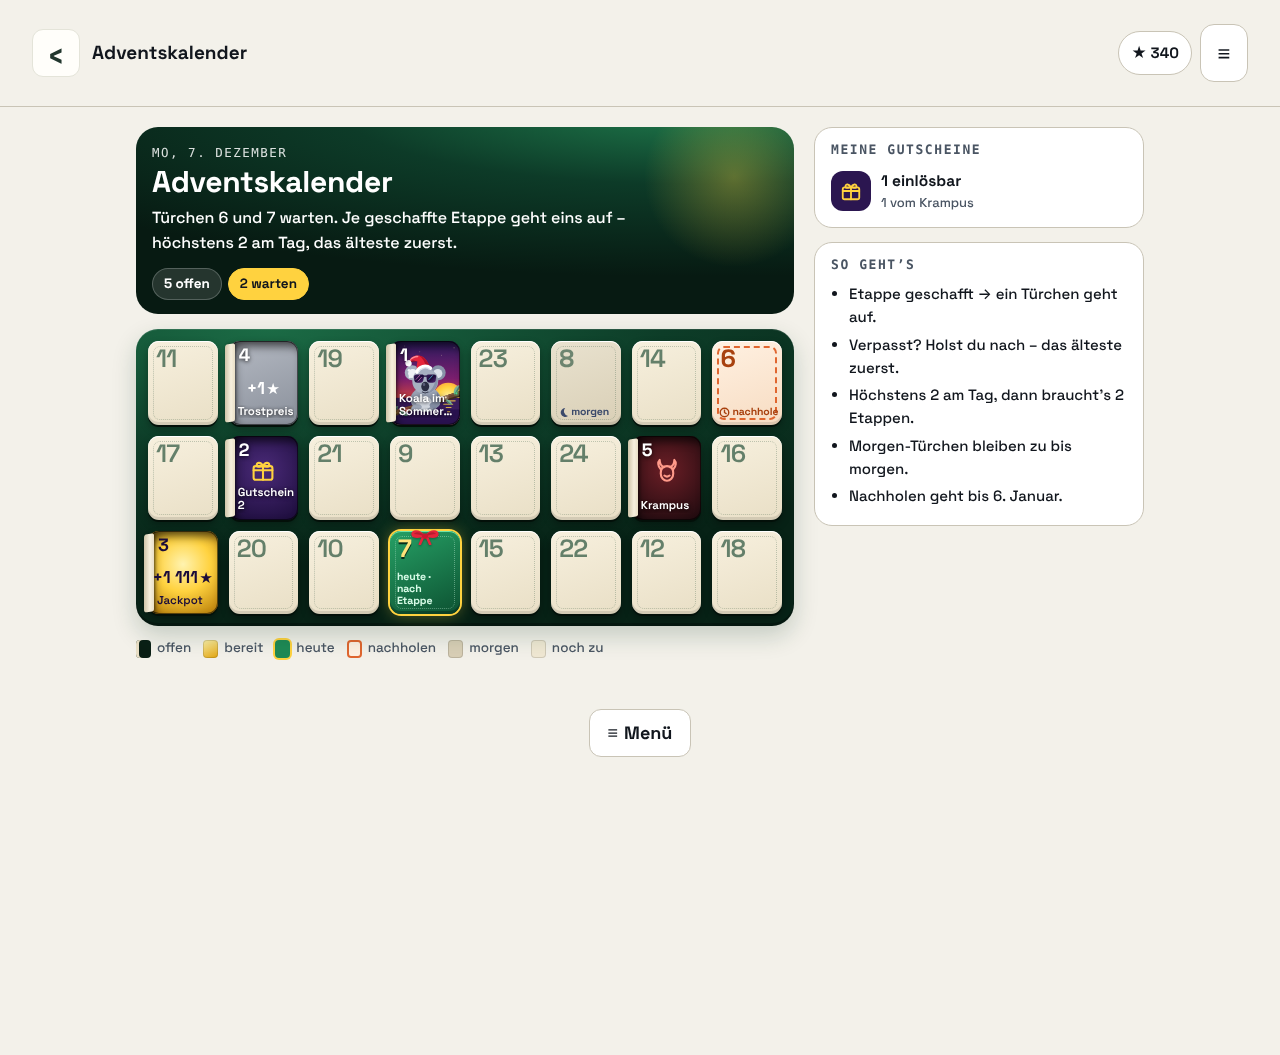 < Adventskalender
★ 340
≡
MO, 7. DEZEMBER
Adventskalender
Türchen 6 und 7 warten. Je geschaffte Etappe geht eins auf –
höchstens 2 am Tag, das älteste zuerst.
5 offen
2 warten
11
4
+1★
Trostpreis
19
1
Koala im
Sommer…
23
8
morgen
14
6
nachhole
17
2
Gutschein
2
21
9
13
24
5
Krampus
16
3
+1 111★
Jackpot
20
10
7
heute ·
nach
Etappe
15
22
12
18
offen
bereit
heute
nachholen
morgen
noch zu
MEINE GUTSCHEINE
1 einlösbar
1 vom Krampus
SO GEHT’S
• Etappe geschafft → ein Türchen geht
auf.
• Verpasst? Holst du nach – das älteste
zuerst.
• Höchstens 2 am Tag, dann braucht’s 2
Etappen.
• Morgen-Türchen bleiben zu bis
morgen.
• Nachholen geht bis 6. Januar.
≡ Menü